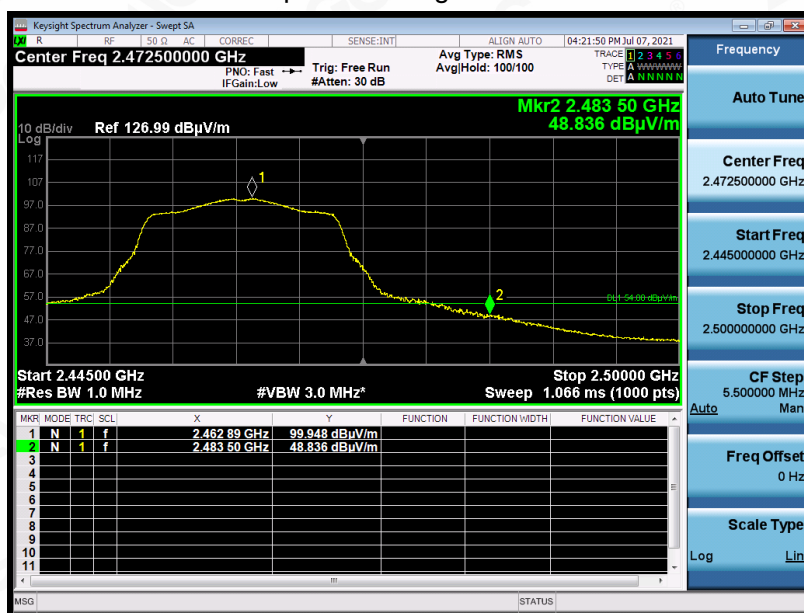 Keysight Spectrum Analyzer - Swept SA
LXI R RF 50 Ω AC CORREC SENSE:INT ALIGN AUTO 04:21:50 PM Jul 07, 2021
Center Freq 2.472500000 GHz
PNO: Fast
IFGain:Low
Trig: Free Run
#Atten: 30 dB
Avg Type: RMS
Avg|Hold: 100/100
TRACE 1 2 3 4 5 6
TYPE A WWWWW
DET A N N N N N
Mkr2 2.483 50 GHz
48.836 dBµV/m
10 dB/div Ref 126.99 dBµV/m
Log
117
107
97.0
87.0
77.0
67.0
57.0
47.0
37.0
1
2
DL1 54.00 dBµV/m
Start 2.44500 GHz Stop 2.50000 GHz
#Res BW 1.0 MHz #VBW 3.0 MHz* Sweep 1.066 ms (1000 pts)
MKR MODE TRC SCL X Y FUNCTION FUNCTION WIDTH FUNCTION VALUE
1 N 1 f 2.462 89 GHz 99.948 dBµV/m
2 N 1 f 2.483 50 GHz 48.836 dBµV/m
3
4
5
6
7
8
9
10
11
MSG STATUS
Frequency
Auto Tune
Center Freq
2.472500000 GHz
Start Freq
2.445000000 GHz
Stop Freq
2.500000000 GHz
CF Step
5.500000 MHz
Auto Man
Freq Offset
0 Hz
Scale Type
Log Lin